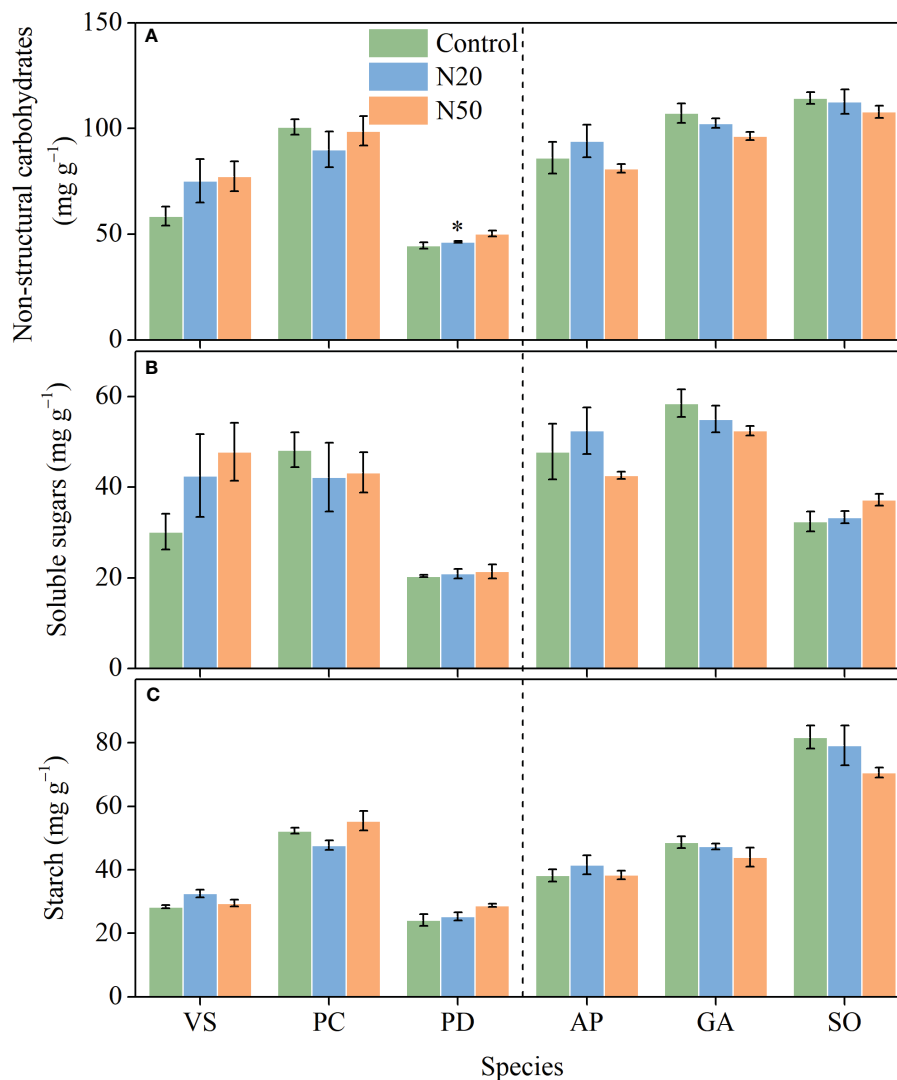 A
Control
N20
N50
Non-structural carbohydrates
(mg g⁻¹)
150
100
50
0
*
B
Soluble sugars (mg g⁻¹)
60
40
20
0
C
Starch (mg g⁻¹)
80
60
40
20
0
VS PC PD AP GA SO
Species